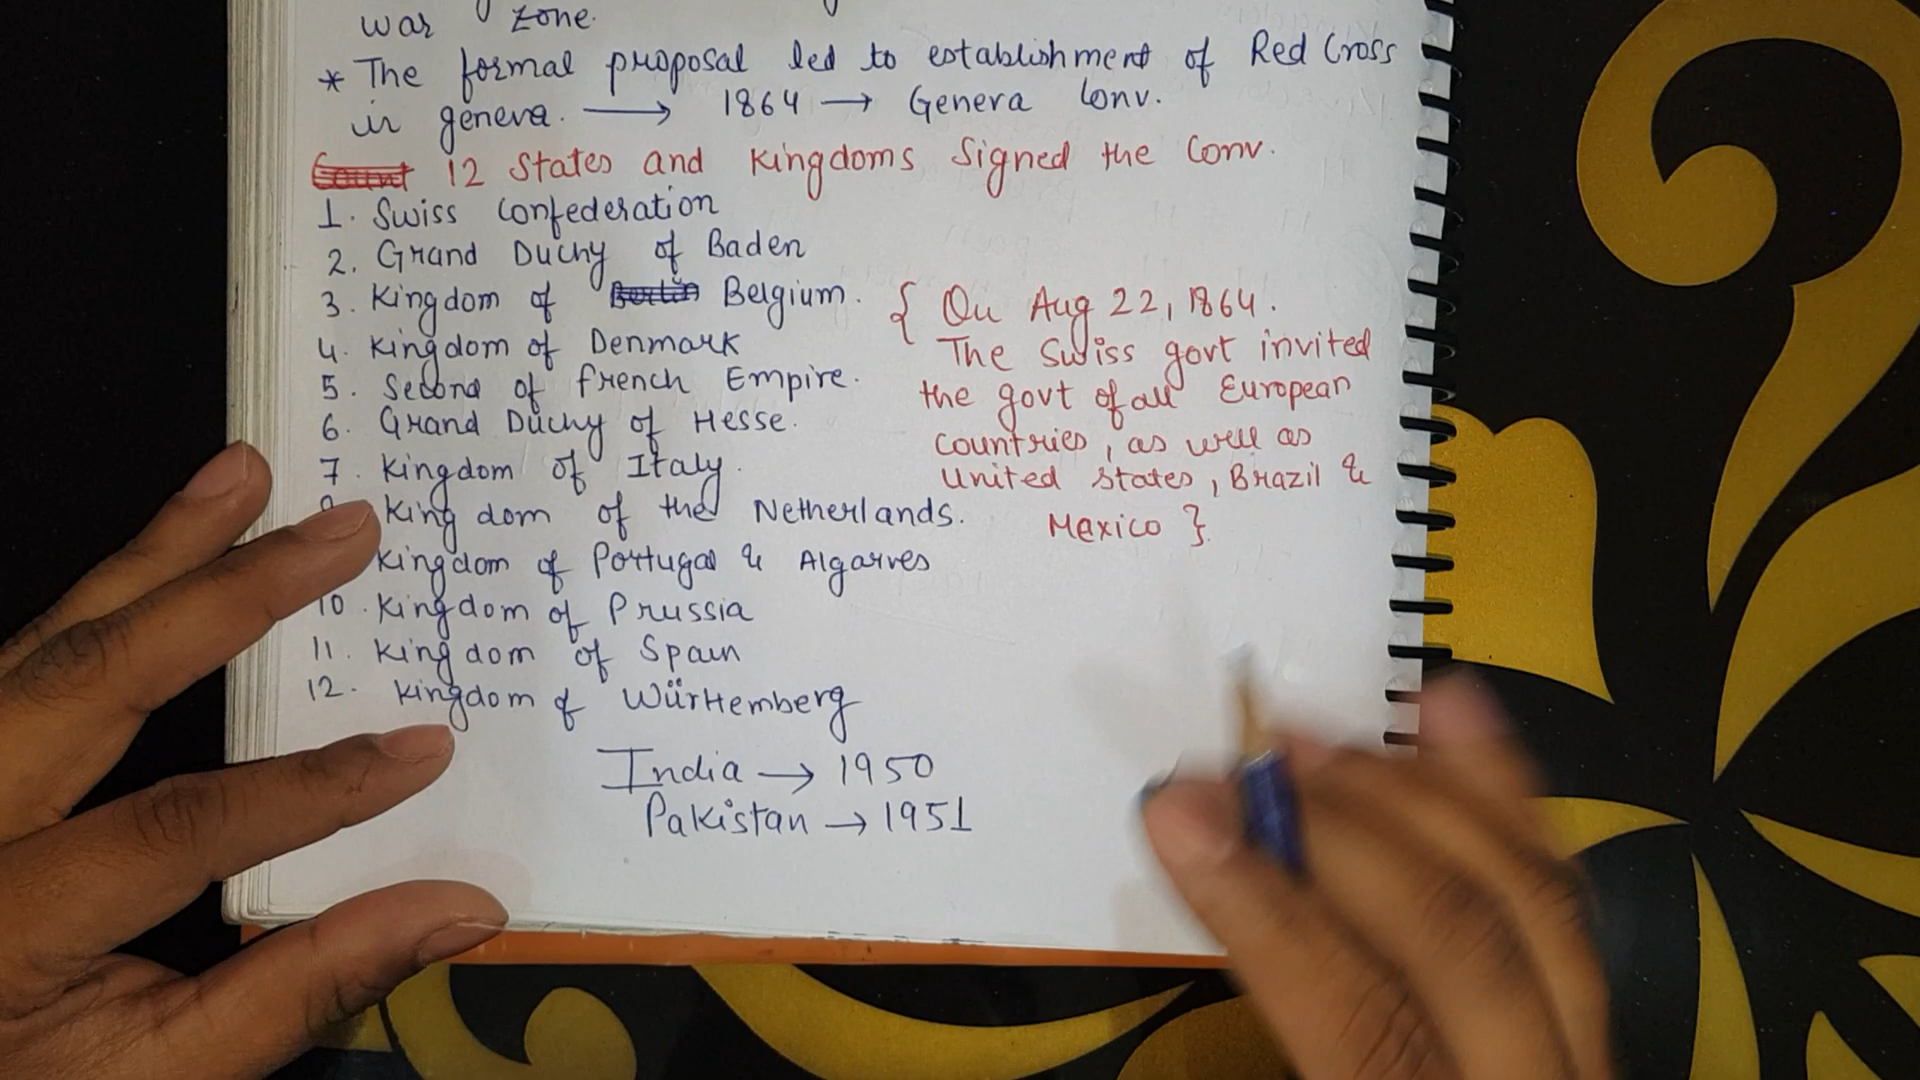 war zone.
* The formal proposal led to establishment of Red Cross
in geneva. → 1864 → Geneva Conv.
12 States and Kingdoms Signed the Conv.
1. Swiss Confederation
2. Grand Duchy of Baden
3. Kingdom of Belgium.
4. Kingdom of Denmark
5. Second of french Empire.
6. Grand Duchy of Hesse.
7. Kingdom of Italy.
Kingdom of the Netherlands.
Kingdom of Portugal & Algarves
10. Kingdom of Prussia
11. Kingdom of Spain
12. Kingdom of Württemberg
{ On Aug 22, 1864.
The Swiss govt invited
the govt of all European
Countries, as well as
United States, Brazil &
Mexico }
India → 1950
Pakistan → 1951